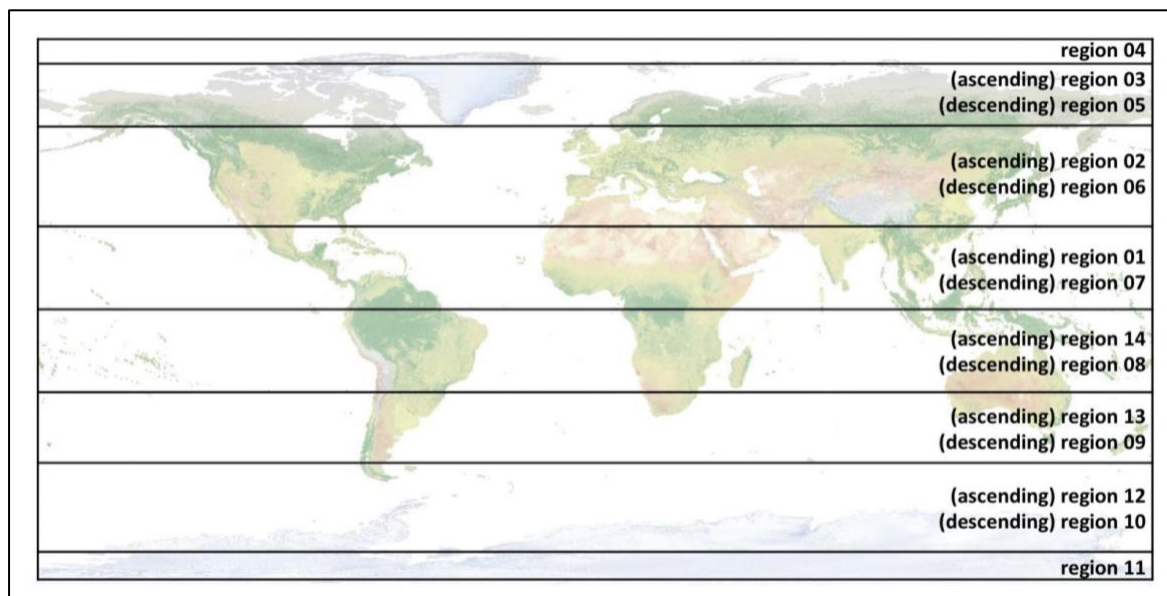 region 04
(ascending) region 03
(descending) region 05
(ascending) region 02
(descending) region 06
(ascending) region 01
(descending) region 07
(ascending) region 14
(descending) region 08
(ascending) region 13
(descending) region 09
(ascending) region 12
(descending) region 10
region 11